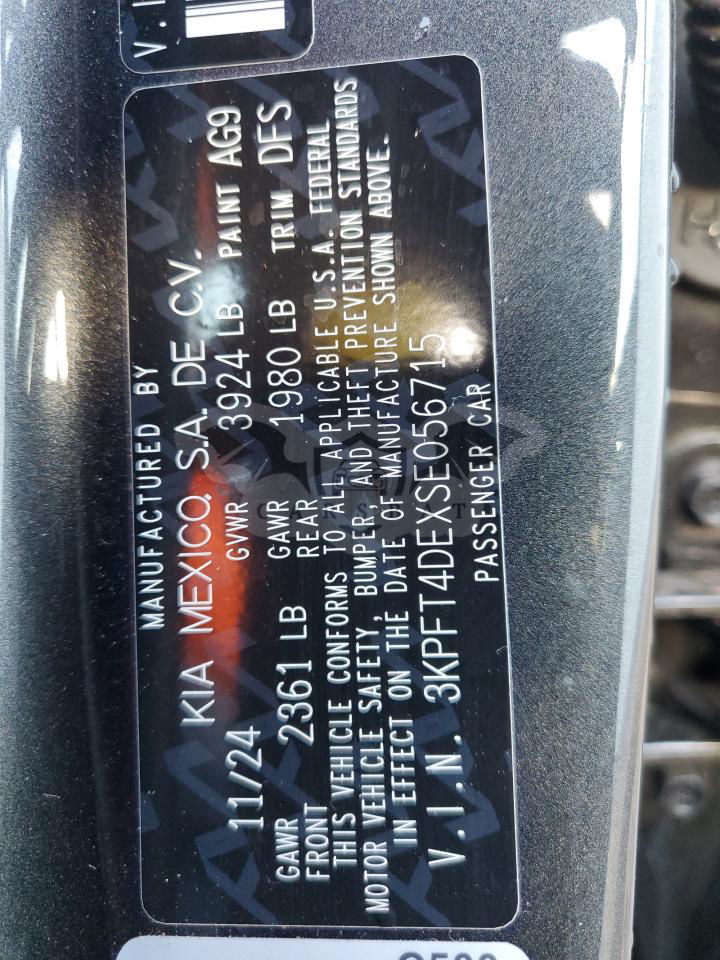 V.I
MANUFACTURED BY
KIA MEXICO, S.A. DE C.V.
11/24 GVWR 3924 LB PAINT AG9
GAWR FRONT 2361 LB GAWR REAR 1980 LB TRIM DFS
THIS VEHICLE CONFORMS TO ALL APPLICABLE U.S.A. FEDERAL
MOTOR VEHICLE SAFETY, BUMPER, AND THEFT PREVENTION STANDARDS
IN EFFECT ON THE DATE OF MANUFACTURE SHOWN ABOVE.
V.I.N. 3KPFT4DEXSE056715
PASSENGER CAR